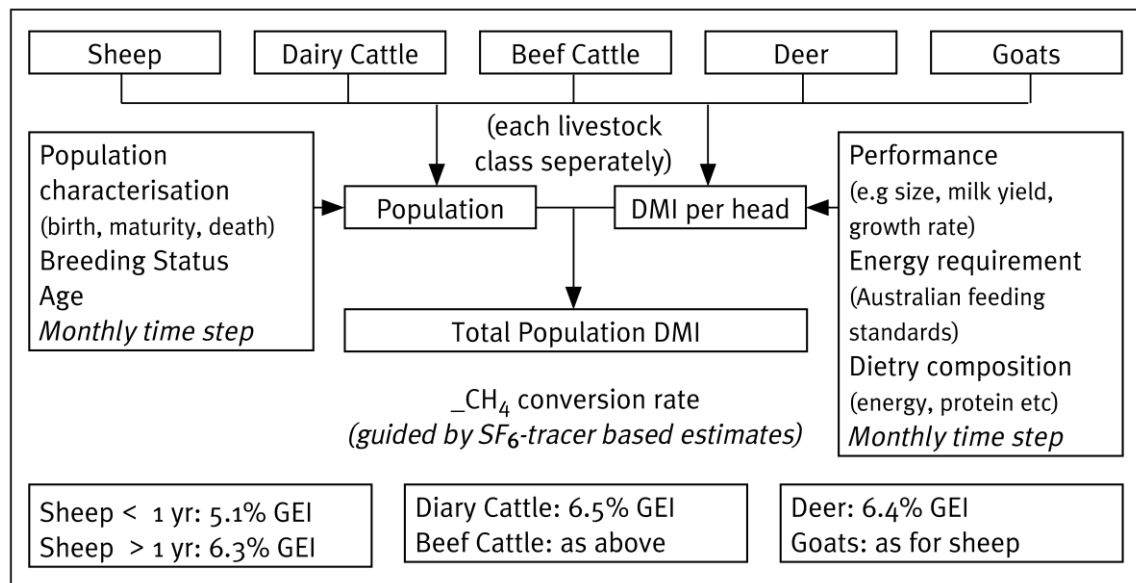 Sheep
Dairy Cattle
Beef Cattle
Deer
Goats
(each livestock
class seperately)
Population
characterisation
(birth, maturity, death)
Breeding Status
Age
Monthly time step
Population
DMI per head
Performance
(e.g size, milk yield,
growth rate)
Energy requirement
(Australian feeding
standards)
Dietry composition
(energy, protein etc)
Monthly time step
Total Population DMI
_CH₄ conversion rate
(guided by SF₆-tracer based estimates)
Sheep < 1 yr: 5.1% GEI
Sheep > 1 yr: 6.3% GEI
Diary Cattle: 6.5% GEI
Beef Cattle: as above
Deer: 6.4% GEI
Goats: as for sheep